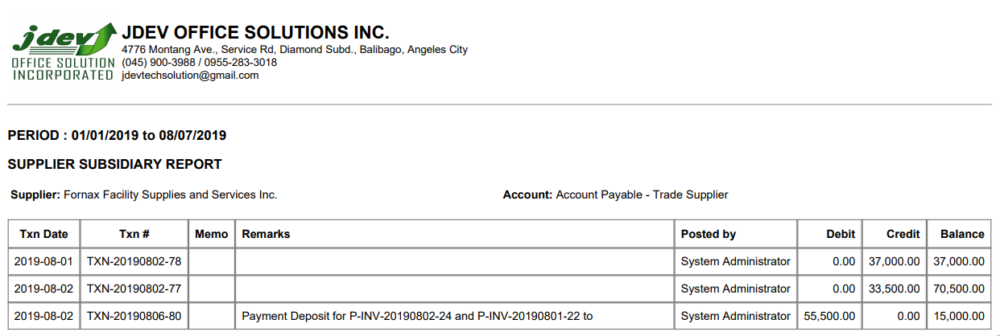 jdev
OFFICE SOLUTION
INCORPORATED
JDEV OFFICE SOLUTIONS INC.
4776 Montang Ave., Service Rd, Diamond Subd., Balibago, Angeles City
(045) 900-3988 / 0955-283-3018
jdevtechsolution@gmail.com
PERIOD : 01/01/2019 to 08/07/2019
SUPPLIER SUBSIDIARY REPORT
Supplier: Fornax Facility Supplies and Services Inc. Account: Account Payable - Trade Supplier
Txn Date Txn # Memo Remarks Posted by Debit Credit Balance
2019-08-01 TXN-20190802-78 System Administrator 0.00 37,000.00 37,000.00
2019-08-02 TXN-20190802-77 System Administrator 0.00 33,500.00 70,500.00
2019-08-02 TXN-20190806-80 Payment Deposit for P-INV-20190802-24 and P-INV-20190801-22 to System Administrator 55,500.00 0.00 15,000.00